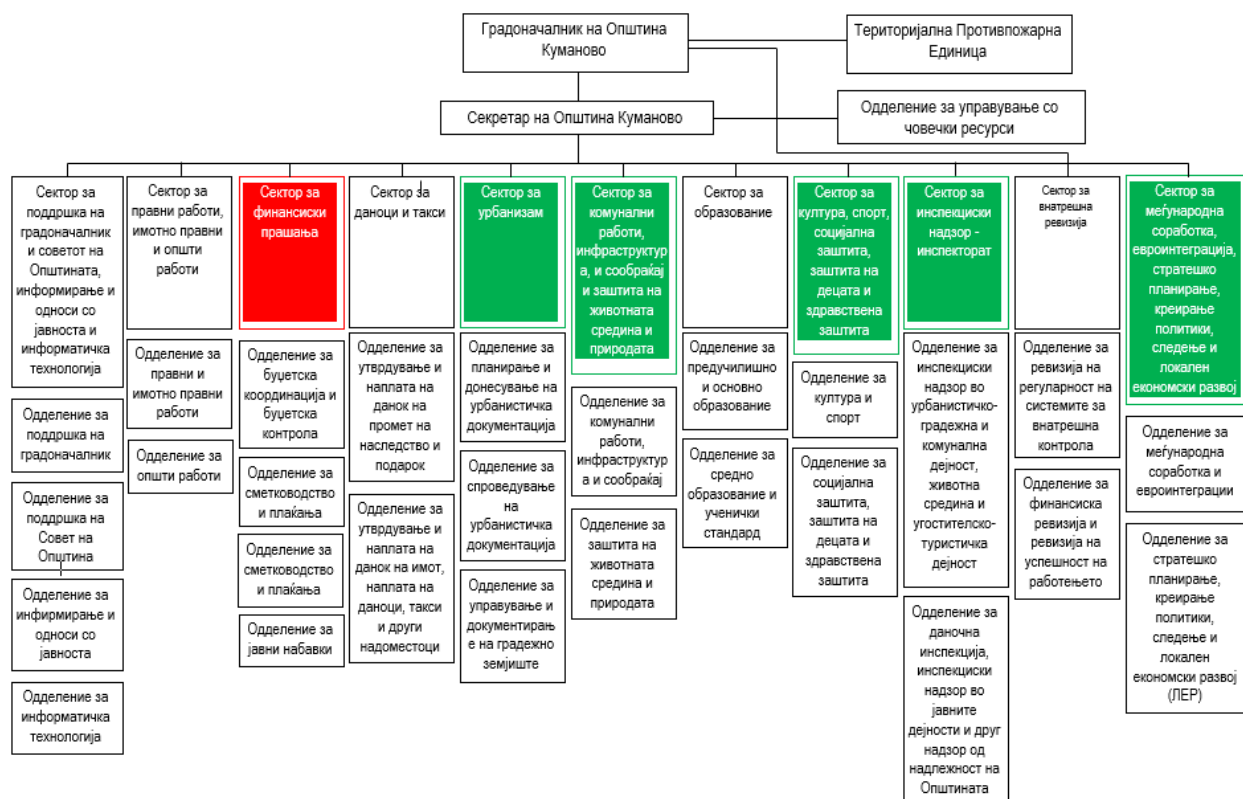 Градоначалник на Општина
Куманово
Територијална Противпожарна
Единица
Секретар на Општина Куманово
Одделение за управување со
човечки ресурси
Сектор за
поддршка на
градоначалник
и советот на
Општината,
информирање и
односи со
јавноста и
информатичка
технологија
Одделение за
поддршка на
градоначалник
Одделение за
поддршка на
Совет на
Општина
Одделение за
инфирмирање и
односи со
јавноста
Одделение за
информатичка
технологија
Сектор за
правни работи,
имотно правни
и општи
работи
Одделение за
правни и
имотно правни
работи
Одделение за
општи работи
Сектор за
финансиски
прашања
Одделение за
буџетска
координација и
буџетска
контрола
Одделение за
сметководство
и плаќања
Одделение за
сметководство
и плаќања
Одделение за
јавни набавки
Сектор за
даноци и такси
Одделение за
утврдување и
наплата на
данок на
промет на
наследство и
подарок
Одделение за
утврдување и
наплата на
данок на имот,
наплата на
даноци, такси
и други
надоместоци
Сектор за
урбанизам
Одделение за
планирање и
донесување на
урбанистичка
документација
Одделение за
спроведување
на
урбанистичка
документација
Одделение за
управување и
документирањ
е на градежно
земјиште
Сектор за
комунални
работи,
инфраструктур
а, и сообраќај
и заштита на
животната
средина и
природата
Одделение за
комунални
работи,
инфраструктур
а и сообраќај
Одделение за
заштита на
животната
средина и
природата
Сектор за
образование
Одделение за
предучилишно
и основно
образование
Одделение за
средно
образование и
ученички
стандард
Сектор за
култура, спорт,
социјална
заштита,
заштита на
децата и
здравствена
заштита
Одделение за
култура и
спорт
Одделение за
социјална
заштита,
заштита на
децата и
здравствена
заштита
Сектор за
инспекциски
надзор -
инспекторат
Одделение за
инспекциски
надзор во
урбанистичко-
градежна и
комунална
дејност,
животна
средина и
угостителско-
туристичка
дејност
Одделение за
даночна
инспекција,
инспекциски
надзор во
јавните
дејности и друг
надзор од
надлежност на
Општината
Сектор за
внатрешна
ревизија
Одделение за
ревизија на
регуларност на
системите за
внатрешна
контрола
Одделение за
финансиска
ревизија и
ревизија на
успешност на
работењето
Сектор за
меѓународна
соработка,
евроинтеграција,
стратешко
планирање,
креирање
политики,
следење и
локален
економски развој
Одделение за
меѓународна
соработка и
евроинтеграции
Одделение за
стратешко
планирање,
креирање
политики,
следење и
локален
економски развој
(ЛЕР)